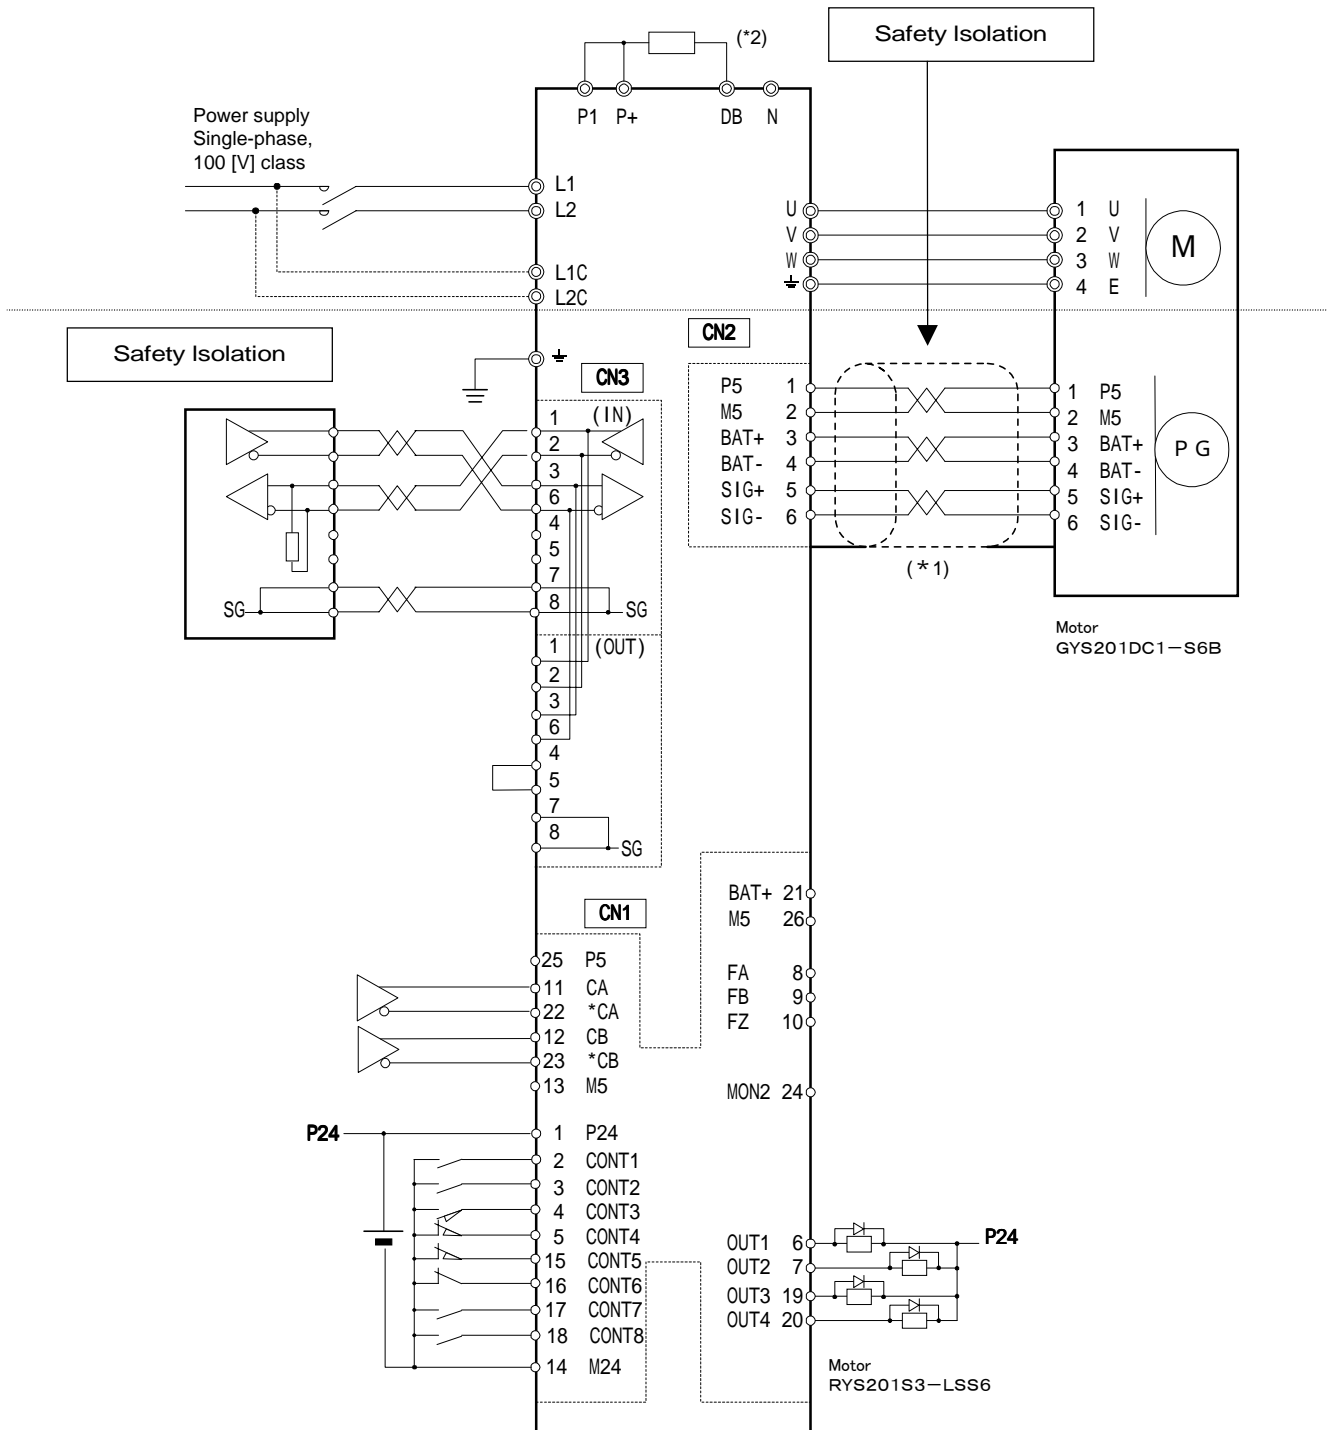 Safety Isolation
(*2)
P1 P+ DB N
Power supply
Single-phase,
100 [V] class
L1
L2
L1C
L2C
U
V
W
1 U
2 V
3 W
4 E
M
Safety Isolation
CN2
CN3
P5 1
M5 2
BAT+ 3
BAT- 4
SIG+ 5
SIG- 6
1 P5
2 M5
3 BAT+
4 BAT-
5 SIG+
6 SIG-
PG
(*1)
1 (IN)
2
3
6
4
5
7
8
SG
SG
1 (OUT)
2
3
6
4
5
7
8
SG
Motor
GYS201DC1-S6B
CN1
BAT+ 21
M5 26
FA 8
FB 9
FZ 10
MON2 24
25 P5
11 CA
22 *CA
12 CB
23 *CB
13 M5
P24
1 P24
2 CONT1
3 CONT2
4 CONT3
5 CONT4
15 CONT5
16 CONT6
17 CONT7
18 CONT8
14 M24
OUT1 6
OUT2 7
OUT3 19
OUT4 20
P24
Motor
RYS201S3-LSS6